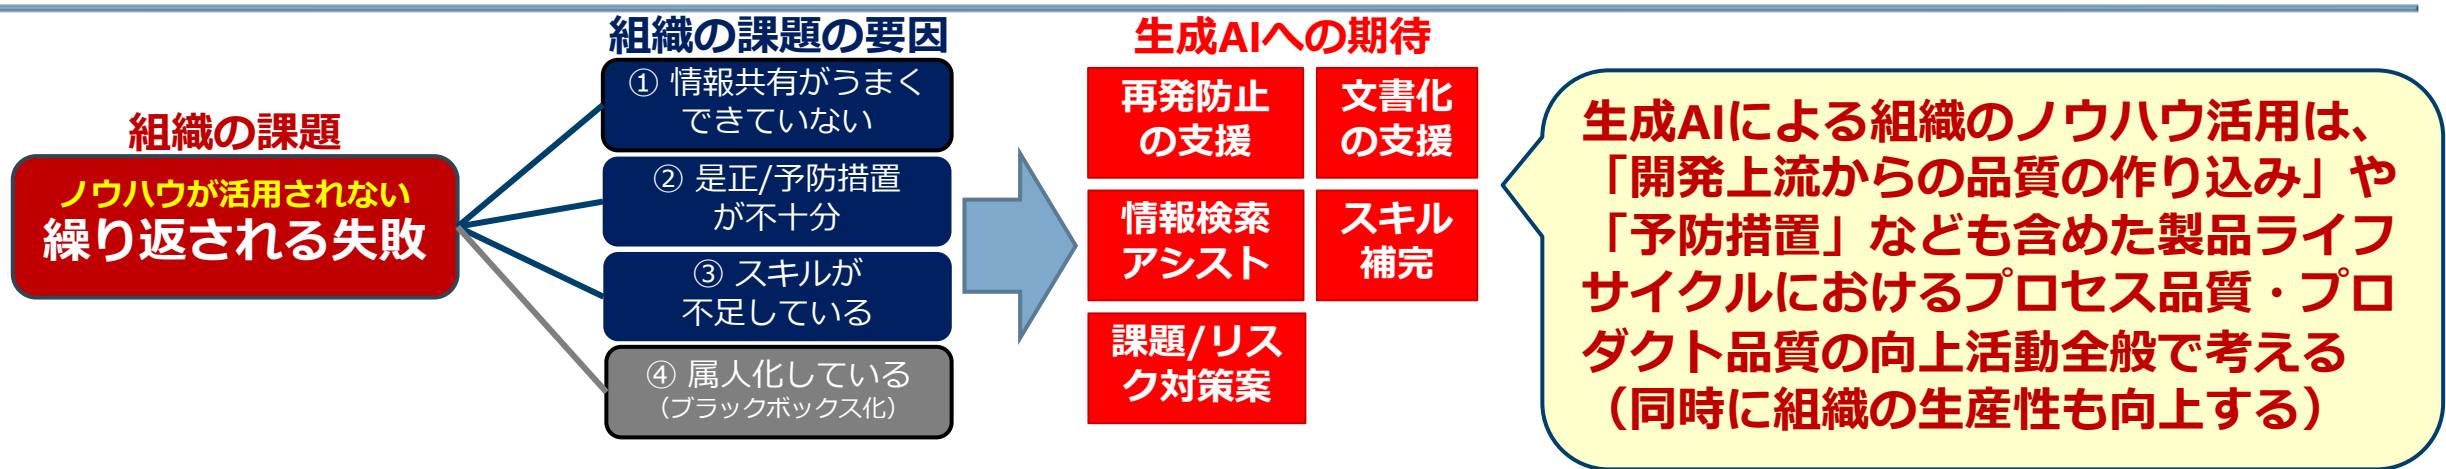 組織の課題
ノウハウが活用されない
繰り返される失敗
組織の課題の要因
① 情報共有がうまく
できていない
② 是正/予防措置
が不十分
③ スキルが
不足している
④ 属人化している
（ブラックボックス化）
生成AIへの期待
再発防止
の支援
文書化
の支援
情報検索
アシスト
スキル
補完
課題/リス
ク対策案
生成AIによる組織のノウハウ活用は、
「開発上流からの品質の作り込み」や
「予防措置」なども含めた製品ライフ
サイクルにおけるプロセス品質・プロ
ダクト品質の向上活動全般で考える
（同時に組織の生産性も向上する）